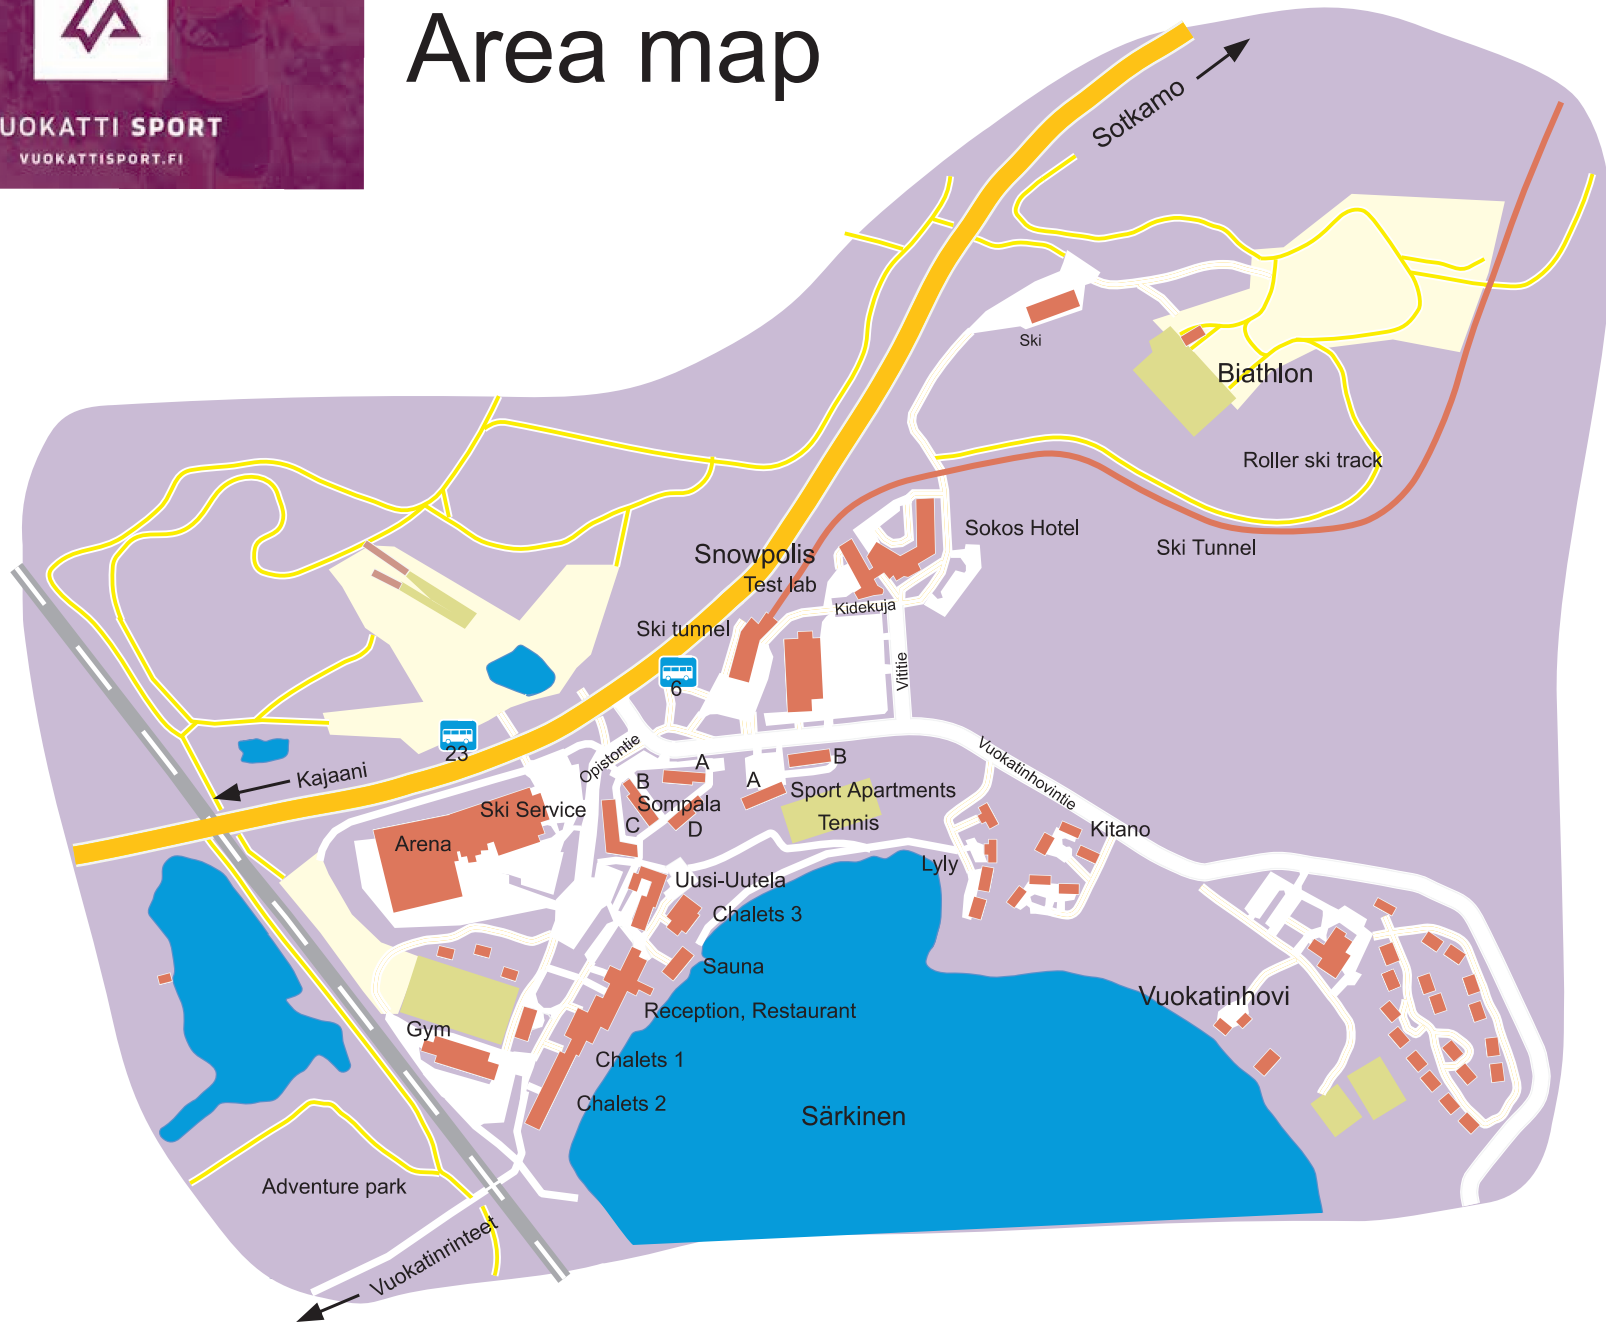 Area map
UOKATTI SPORT
VUOKATTISPORT.FI
Sotkamo
Ski
Biathlon
Roller ski track
Sokos Hotel
Ski Tunnel
Snowpolis
Test lab
Kidekuja
Ski tunnel
Vititie
6
23
Opistontie
Vuokatinhovintie
Kajaani
A
B
B
A
Sport Apartments
Ski Service
Sompala
C
D
Tennis
Kitano
Arena
Lyly
Uusi-Uutela
Chalets 3
Sauna
Vuokatinhovi
Reception, Restaurant
Gym
Chalets 1
Chalets 2
Särkinen
Adventure park
Vuokatinrinteet